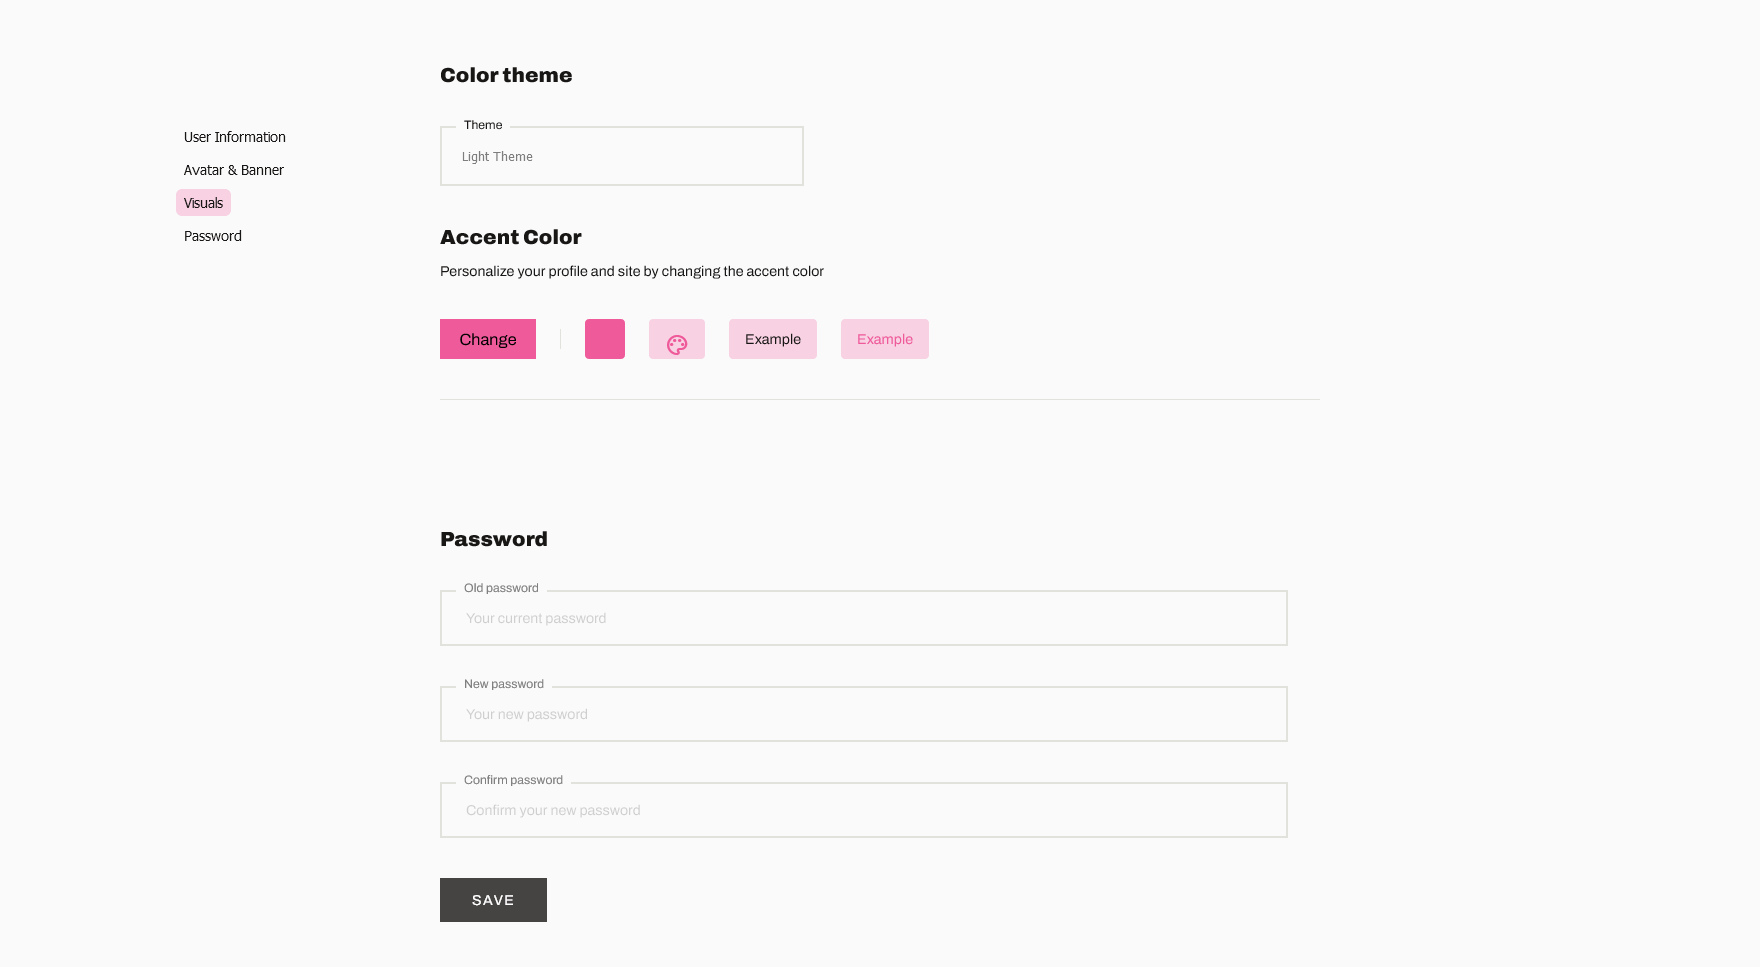 Color theme
User Information
Avatar & Banner
Visuals
Password
Theme
Light Theme
Accent Color
Personalize your profile and site by changing the accent color
Change
Example
Example
Password
Old password
Your current password
New password
Your new password
Confirm password
Confirm your new password
SAVE